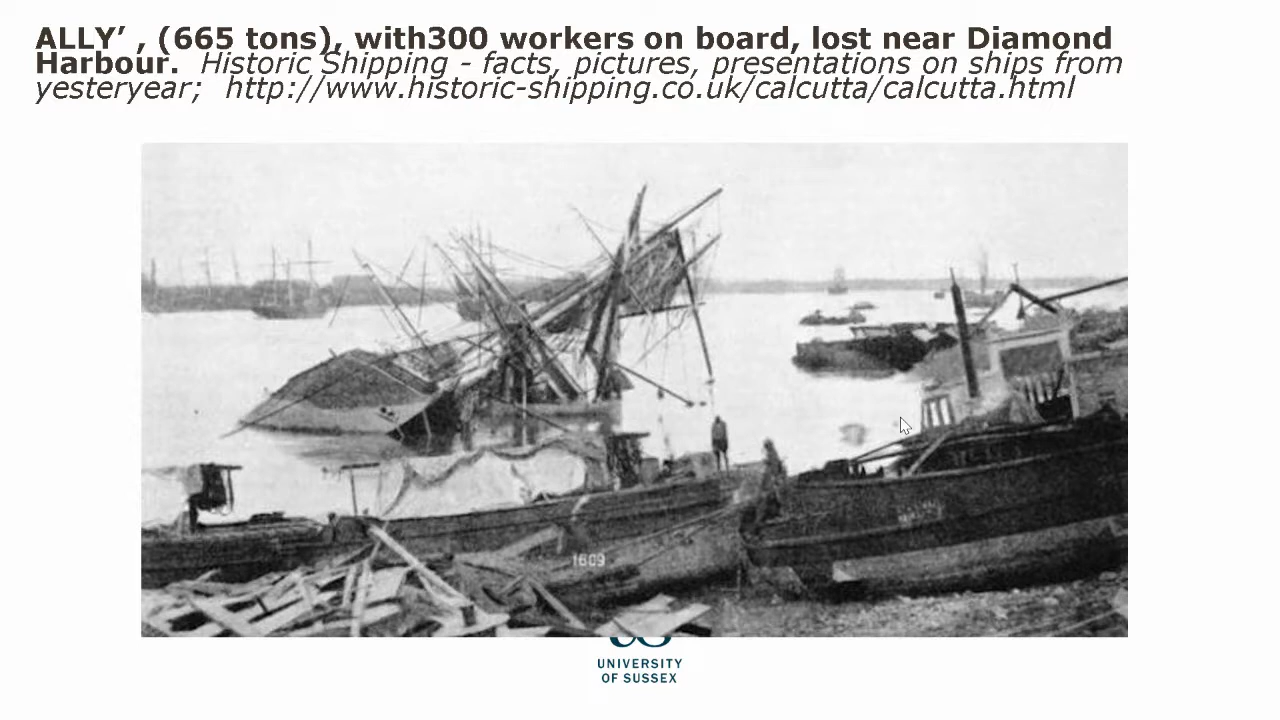 ALLY’ , (665 tons), with300 workers on board, lost near Diamond
Harbour.  Historic Shipping - facts, pictures, presentations on ships from
yesteryear;  http://www.historic-shipping.co.uk/calcutta/calcutta.html
1609
UNIVERSITY
OF SUSSEX